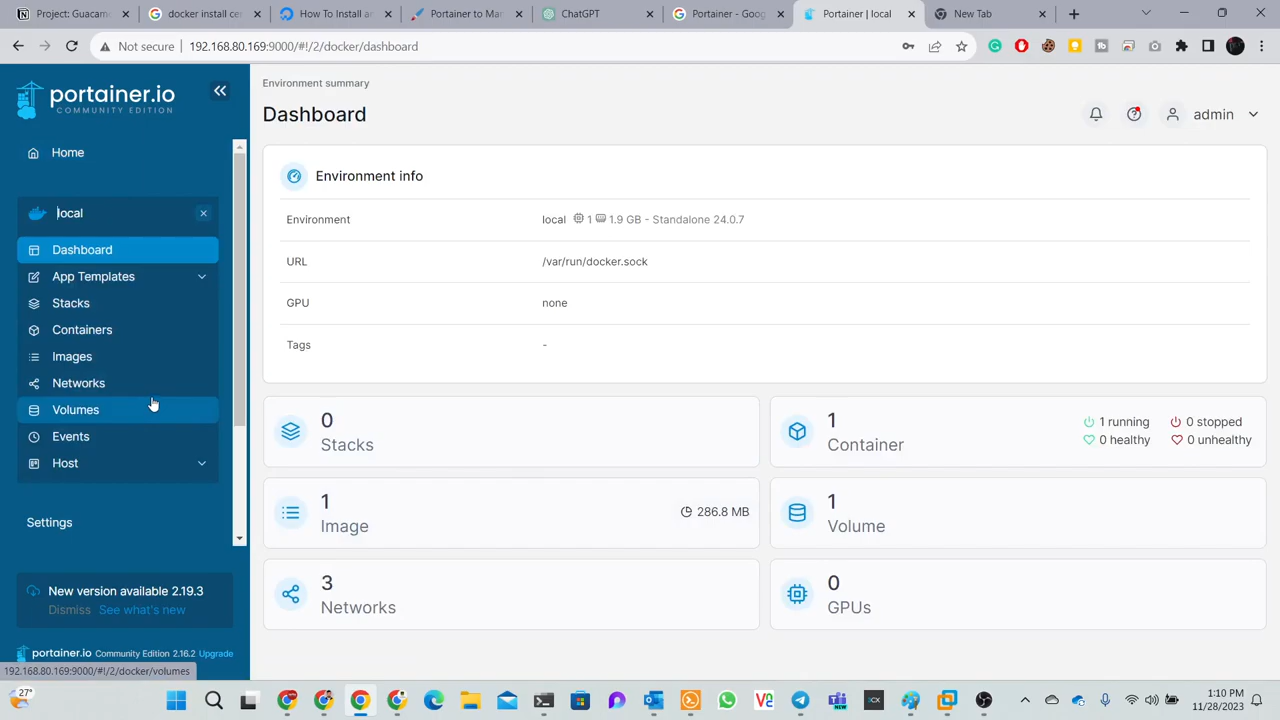 Project: Guacam
docker install cer
How To Install an
Portainer to Ma
ChatGPT
Portainer - Goog
Portainer | local
New Tab
Not secure
192.168.80.169:9000/#!/2/docker/dashboard
portainer.io
COMMUNITY EDITION
Home
local
Dashboard
App Templates
Stacks
Containers
Images
Networks
Volumes
Events
Host
Settings
New version available 2.19.3
Dismiss See what's new
portainer.io Community Edition 2.16.2 Upgrade
192.168.80.169:9000/#!/2/docker/volumes
Environment summary
Dashboard
admin
Environment info
Environment local 1 1.9 GB - Standalone 24.0.7
URL /var/run/docker.sock
GPU none
Tags -
0
Stacks
1
Container
1 running 0 stopped
0 healthy 0 unhealthy
1
Image
286.8 MB
1
Volume
3
Networks
0
GPUs
27°
1:10 PM
11/28/2023